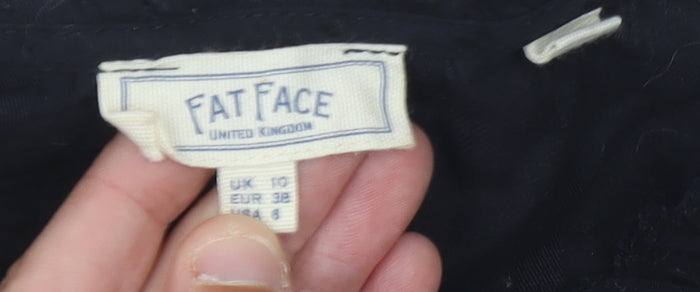 FAT FACE
UNITED KINGDOM
UK 10
EUR 38
USA 6